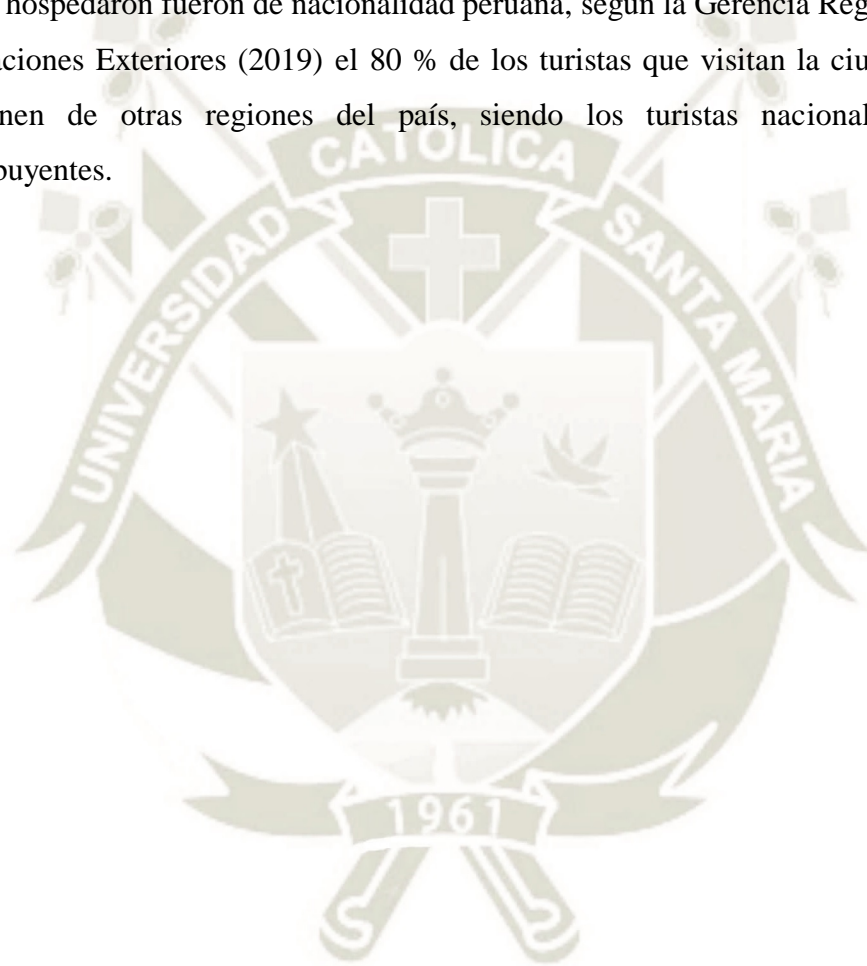 hospedaron fueron de nacionalidad peruana, según la Gerencia Reg
aciones Exteriores (2019) el 80 % de los turistas que visitan la ciu
nen de otras regiones del país, siendo los turistas nacional
buyentes.
CATOLICA
UNIVERSIDAD
SANTA MARIA
1961